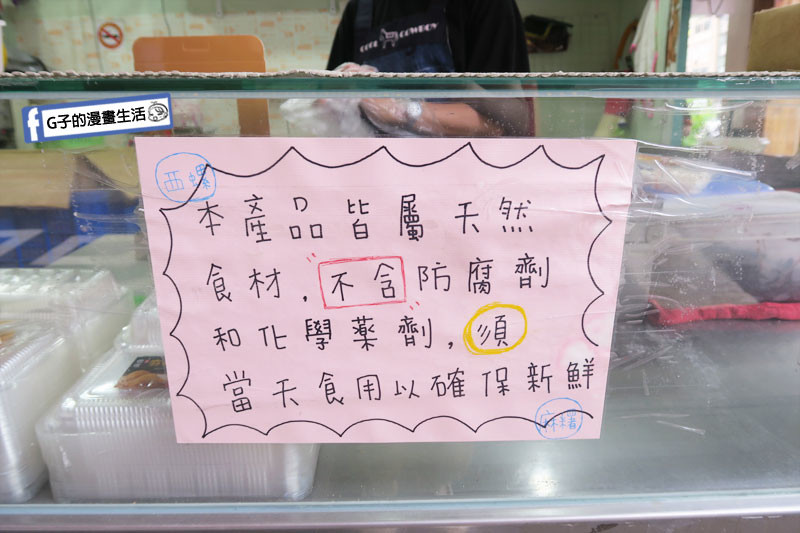 COOL COWBOY
f G子的漫畫生活
西螺
本產品皆屬天然
食材,"不含"防腐劑
和化學藥劑,須
當天食用以確保新鮮
麻糬